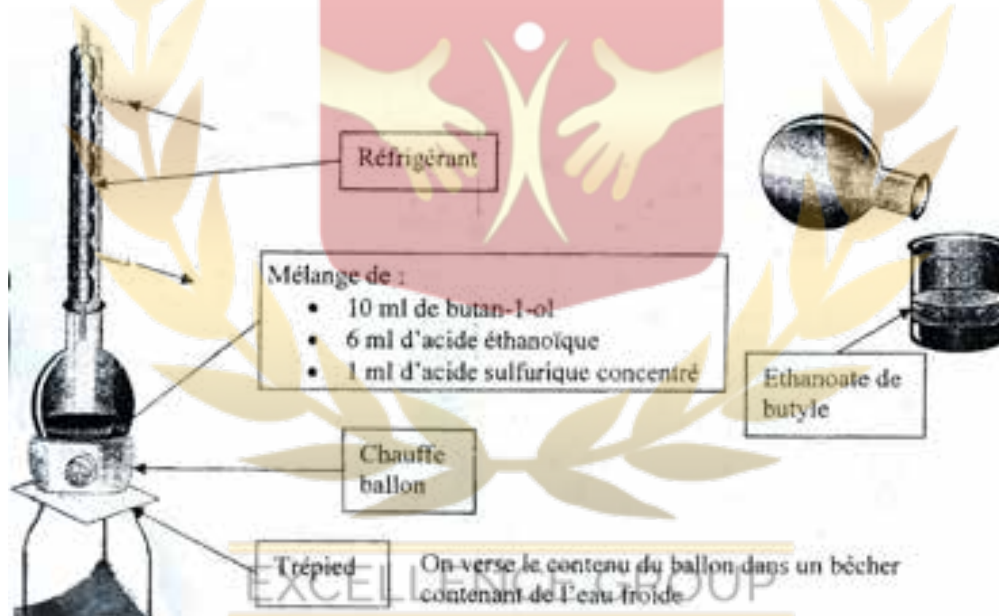 Réfrigérant
Mélange de :
• 10 ml de butan-1-ol
• 6 ml d'acide éthanoïque
• 1 ml d'acide sulfurique concentré
Ethanoate de
butyle
Chauffe
ballon
Trépied
On verse le contenu du ballon dans un bécher
contenant de l'eau froide
EXCELLENCE GROUP